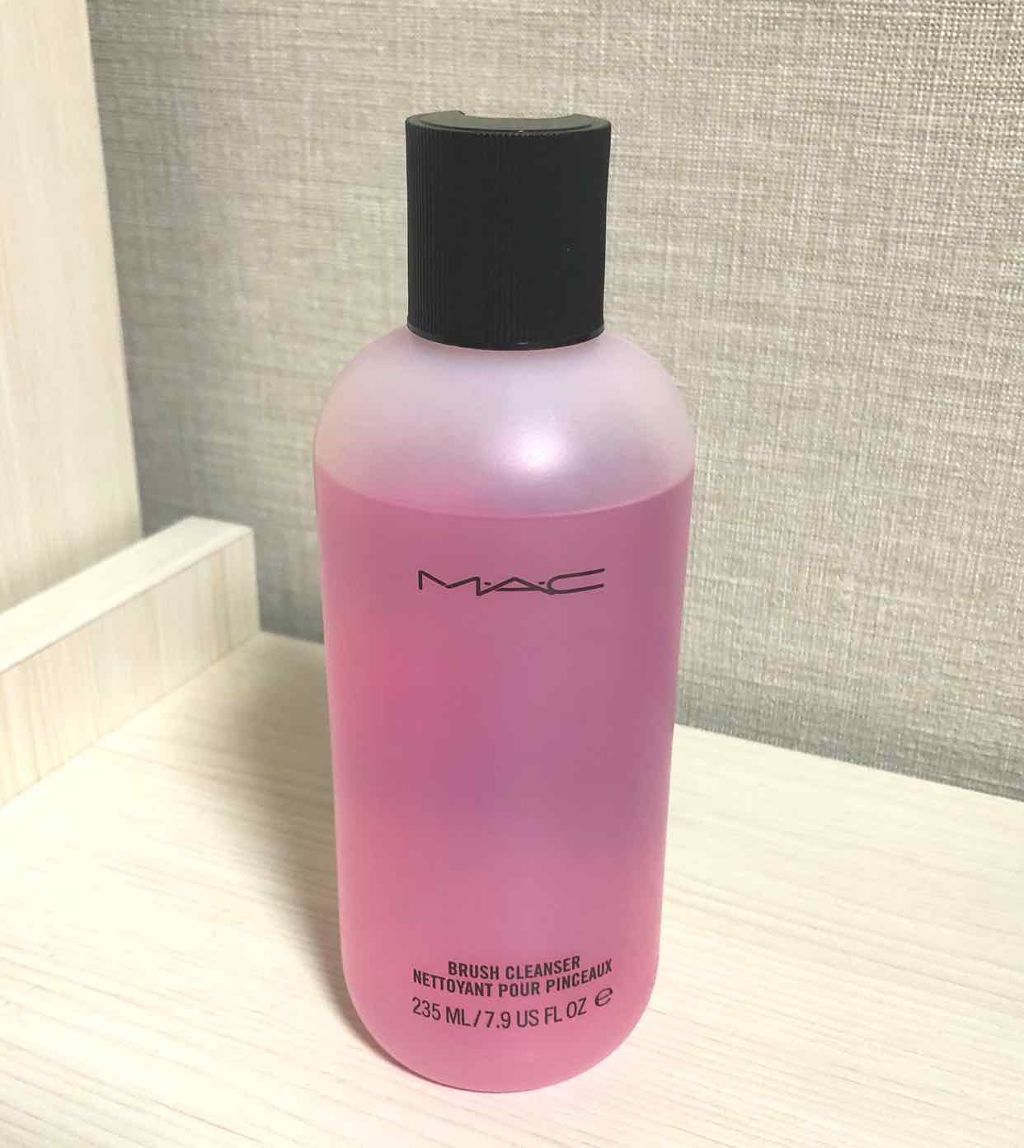 M·A·C
BRUSH CLEANSER
NETTOYANT POUR PINCEAUX
235 ML/7.9 US FL OZ ℮